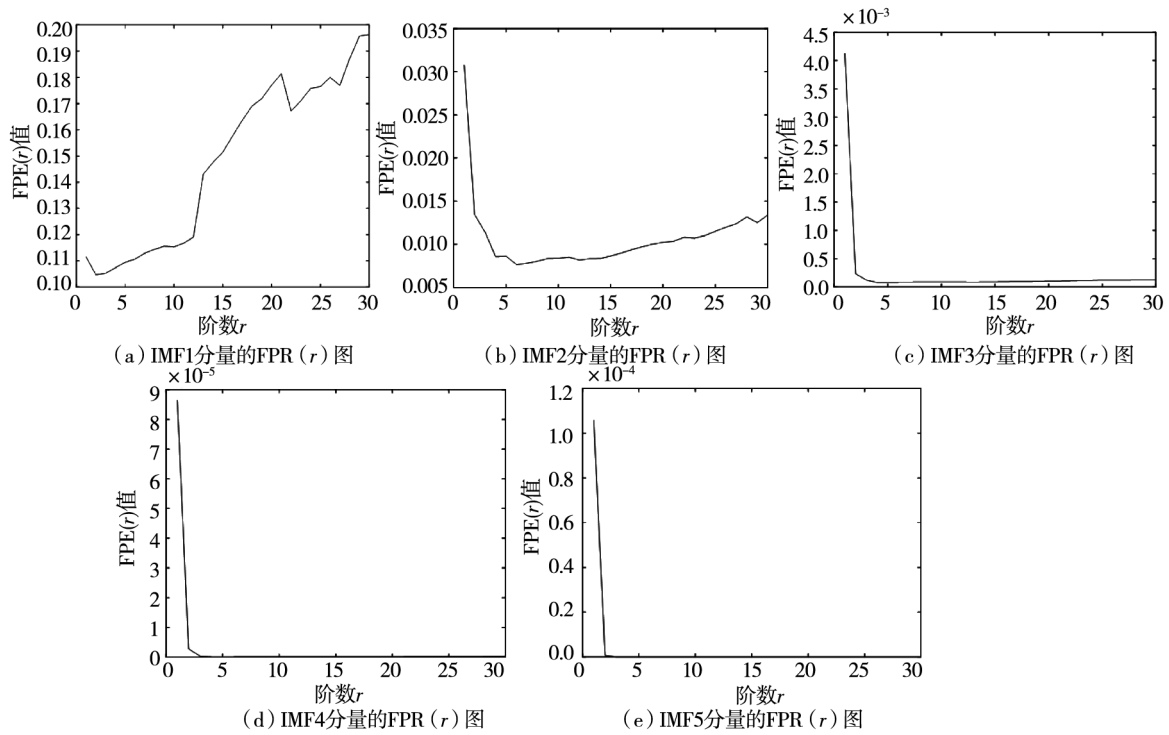 0.20
0.19
0.18
0.17
0.16
0.15
0.14
0.13
0.12
0.11
0.10
FPE(r)值
0 5 10 15 20 25 30
阶数r
(a)IMF1分量的FPR(r)图
0.035
0.030
0.025
0.020
0.015
0.010
0.005
FPE(r)值
0 5 10 15 20 25 30
阶数r
(b)IMF2分量的FPR(r)图
×10⁻³
4.5
4.0
3.5
3.0
2.5
2.0
1.5
1.0
0.5
0.0
FPE(r)值
0 5 10 15 20 25 30
阶数r
(c)IMF3分量的FPR(r)图
×10⁻⁵
9
8
7
6
5
4
3
2
1
0
FPE(r)值
0 5 10 15 20 25 30
阶数r
(d)IMF4分量的FPR(r)图
×10⁻⁴
1.2
1.0
0.8
0.6
0.4
0.2
0.0
FPE(r)值
0 5 10 15 20 25 30
阶数r
(e)IMF5分量的FPR(r)图